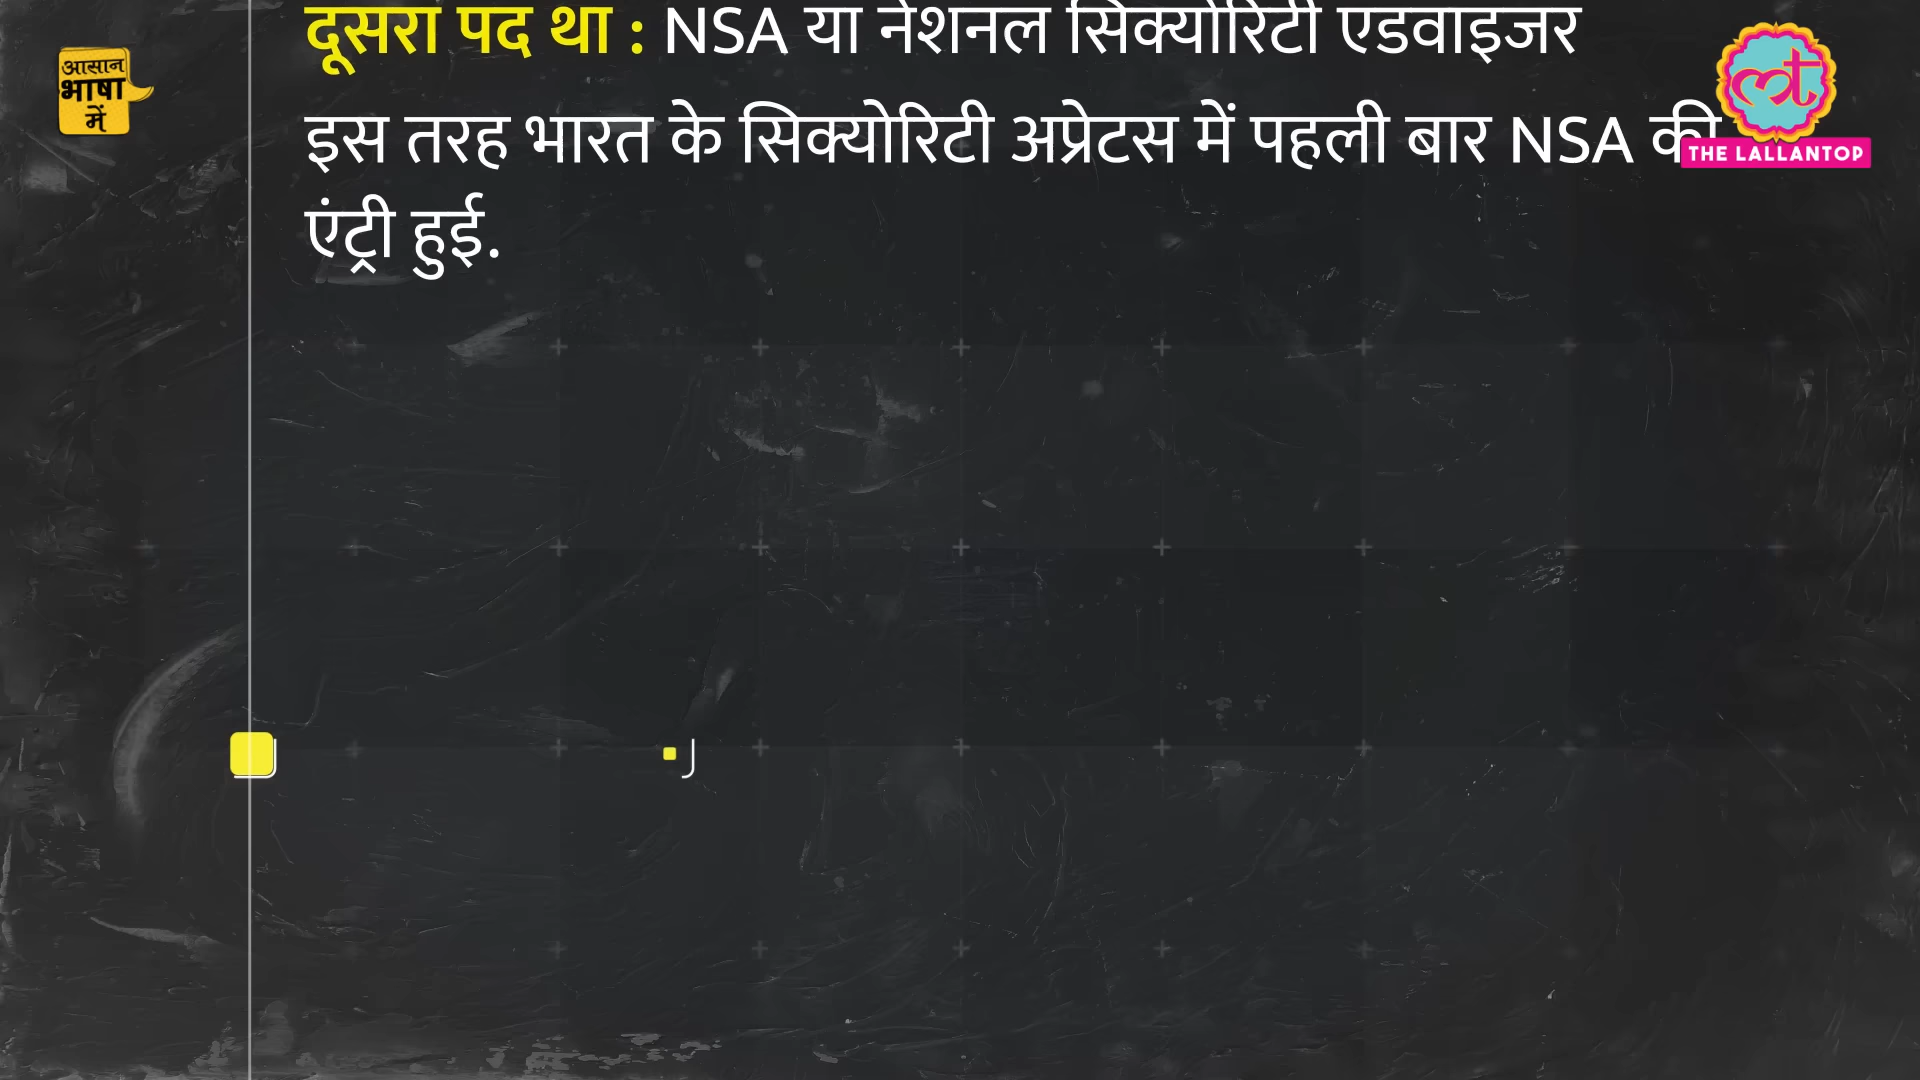 दूसरा पद था : NSA या नेशनल सिक्योरिटी एडवाइजर
इस तरह भारत के सिक्योरिटी अप्रेटस में पहली बार NSA की
एंट्री हुई.
आसान
भाषा
में
THE LALLANTOP